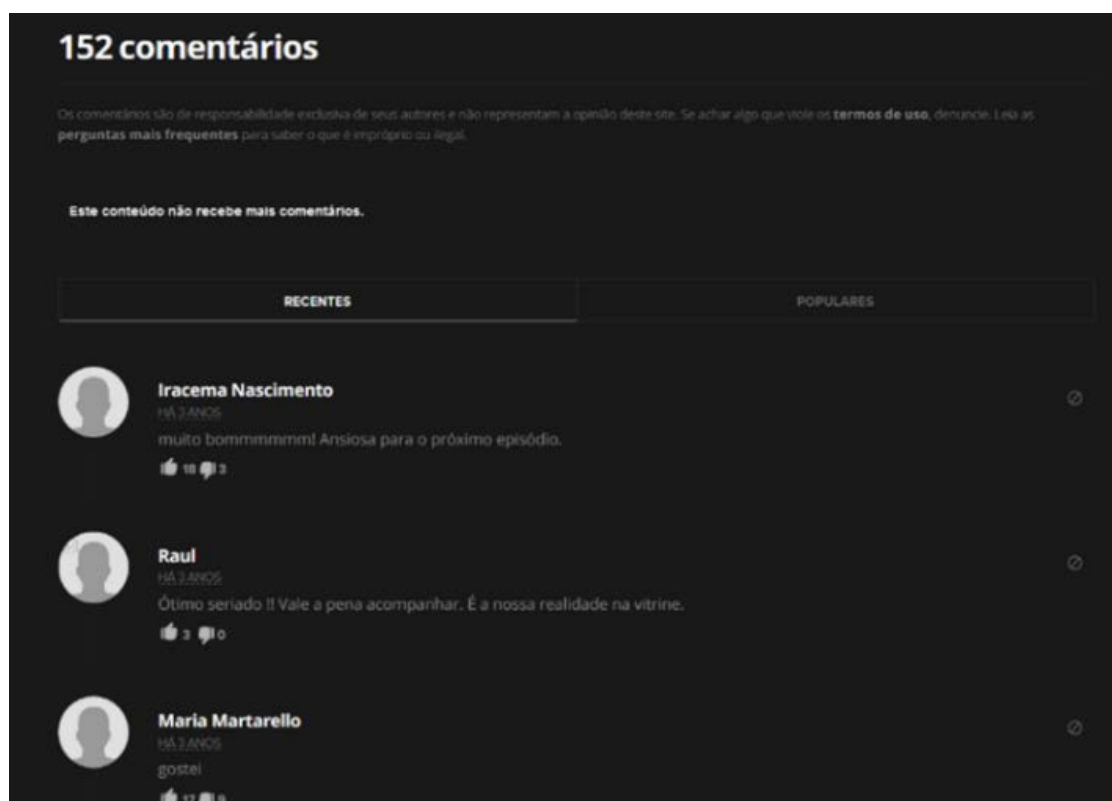 152 comentários
Os comentários são de responsabilidade exclusiva de seus autores e não representam a opinião deste site. Se achar algo que viole os termos de uso, denuncie. Leia as
perguntas mais frequentes para saber o que é impróprio ou ilegal.
Este conteúdo não recebe mais comentários.
RECENTES POPULARES
Iracema Nascimento
HÁ 3 ANOS
muito bommmmmm! Ansiosa para o próximo episódio.
18 3
Raul
HÁ 3 ANOS
Ótimo seriado !! Vale a pena acompanhar. É a nossa realidade na vitrine.
3 0
Maria Martarello
HÁ 3 ANOS
gostei
17 9